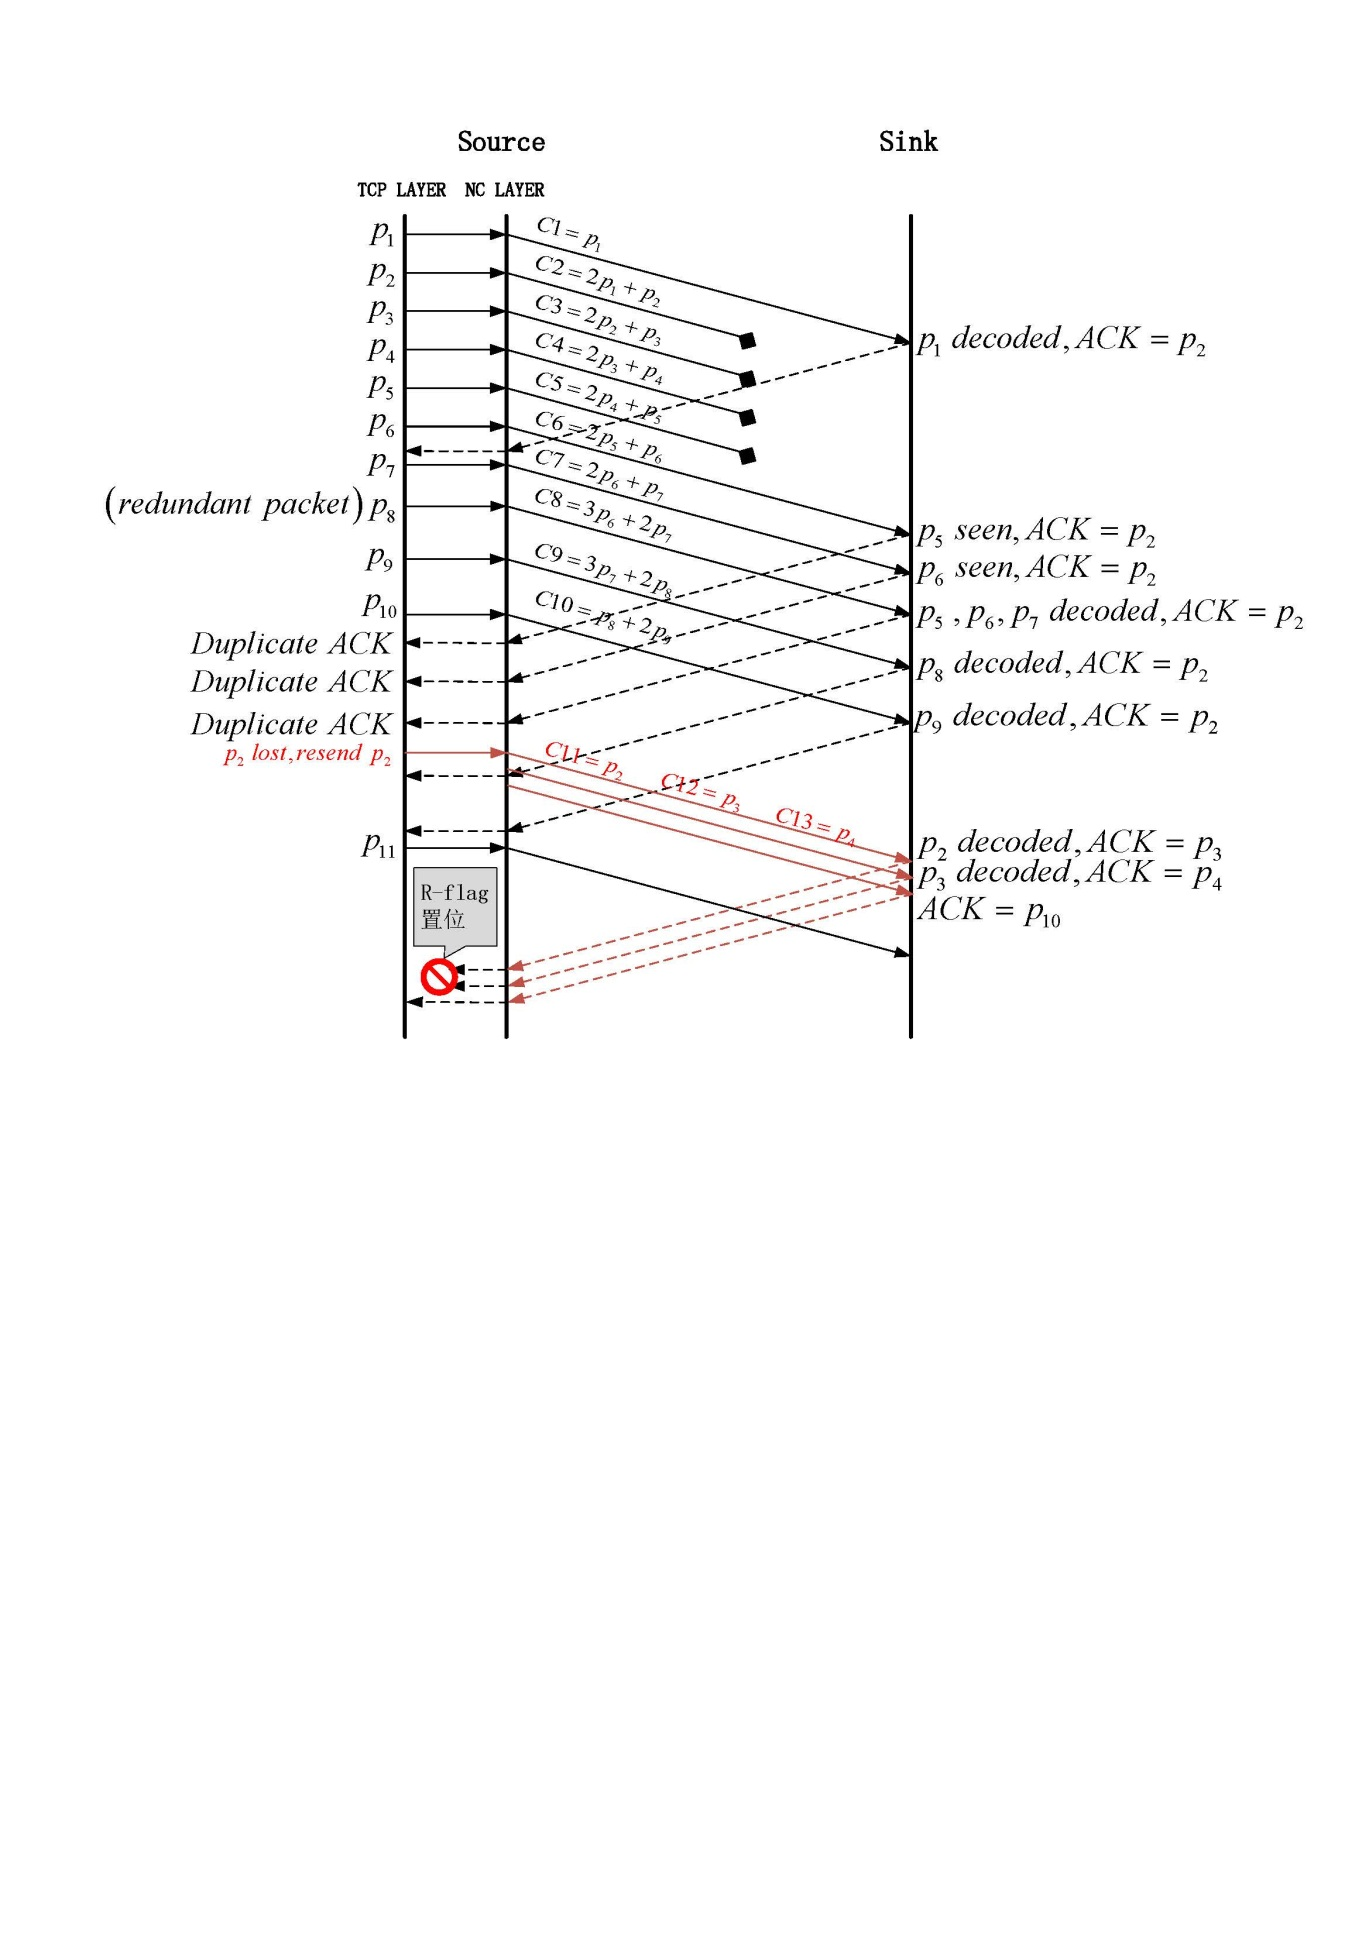 Source Sink
TCP LAYER NC LAYER
p₁ C1 = p₁
p₂ C2 = 2p₁ + p₂
p₃ C3 = 2p₂ + p₃
p₁ decoded, ACK = p₂
p₄ C4 = 2p₃ + p₄
p₅ C5 = 2p₄ + p₅
p₆ C6 = 2p₅ + p₆
p₇ C7 = 2p₆ + p₇
(redundant packet) p₈ C8 = 3p₆ + 2p₇
p₅ seen, ACK = p₂
p₉ C9 = 3p₇ + 2p₈
p₆ seen, ACK = p₂
p₁₀ C10 = p₈ + 2p₉
p₅, p₆, p₇ decoded, ACK = p₂
Duplicate ACK
p₈ decoded, ACK = p₂
Duplicate ACK
Duplicate ACK
p₉ decoded, ACK = p₂
p₂ lost, resend p₂ C11 = p₂
C12 = p₃
C13 = p₄
p₁₁
p₂ decoded, ACK = p₃
p₃ decoded, ACK = p₄
R-flag
置位
ACK = p₁₀